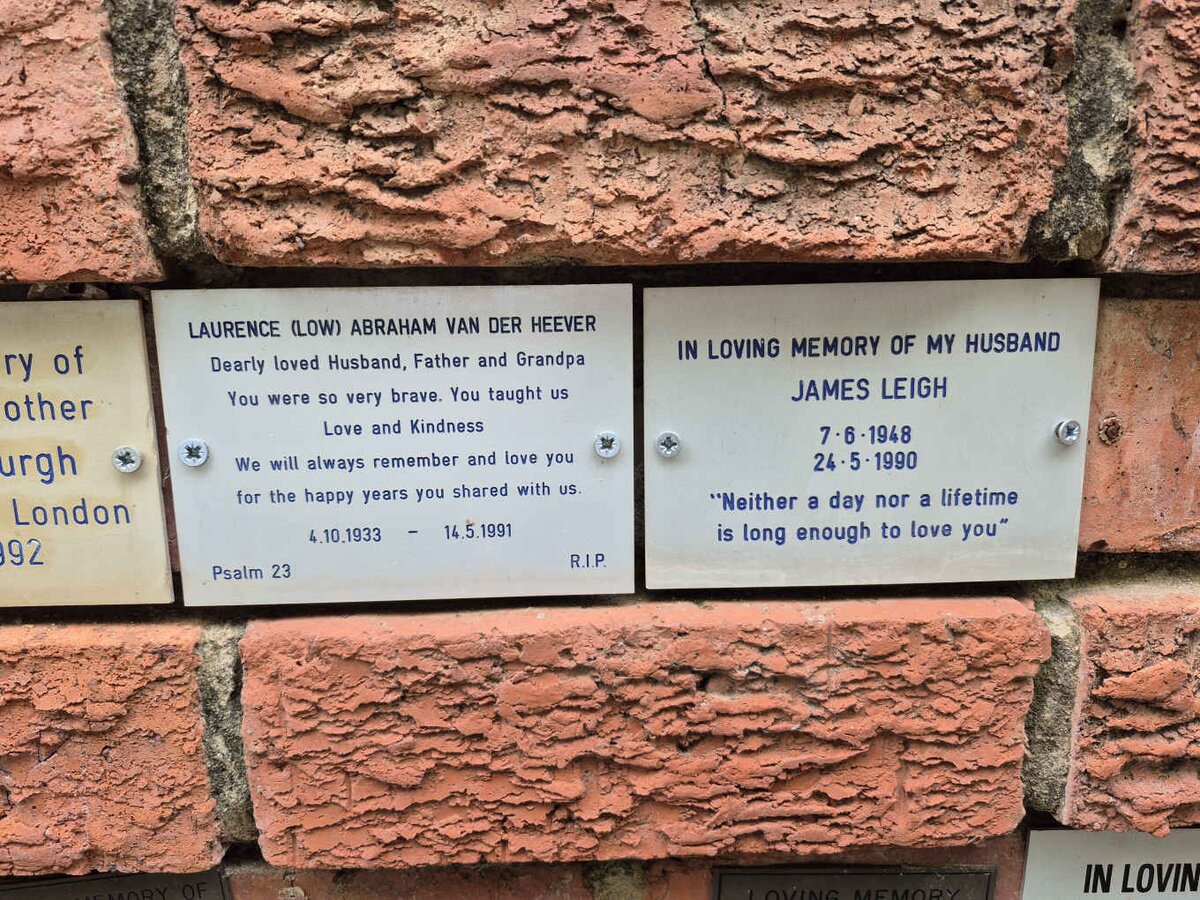 ry of
other
urgh
London
992
LAURENCE (LOW) ABRAHAM VAN DER HEEVER
Dearly loved Husband, Father and Grandpa
You were so very brave. You taught us
Love and Kindness
We will always remember and love you
for the happy years you shared with us.
4.10.1933 – 14.5.1991
Psalm 23 R.I.P.
IN LOVING MEMORY OF MY HUSBAND
JAMES LEIGH
7·6·1948
24·5·1990
"Neither a day nor a lifetime
is long enough to love you"
MEMORY OF
LOVING MEMORY
IN LOVIN